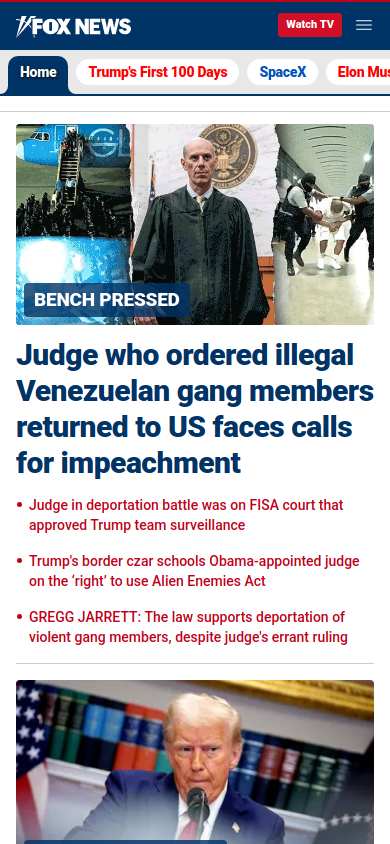 FOX NEWS
Watch TV
Home
Trump's First 100 Days
SpaceX
Elon Mus
BENCH PRESSED
Judge who ordered illegal
Venezuelan gang members
returned to US faces calls
for impeachment
• Judge in deportation battle was on FISA court that
approved Trump team surveillance
• Trump's border czar schools Obama-appointed judge
on the ‘right’ to use Alien Enemies Act
• GREGG JARRETT: The law supports deportation of
violent gang members, despite judge's errant ruling